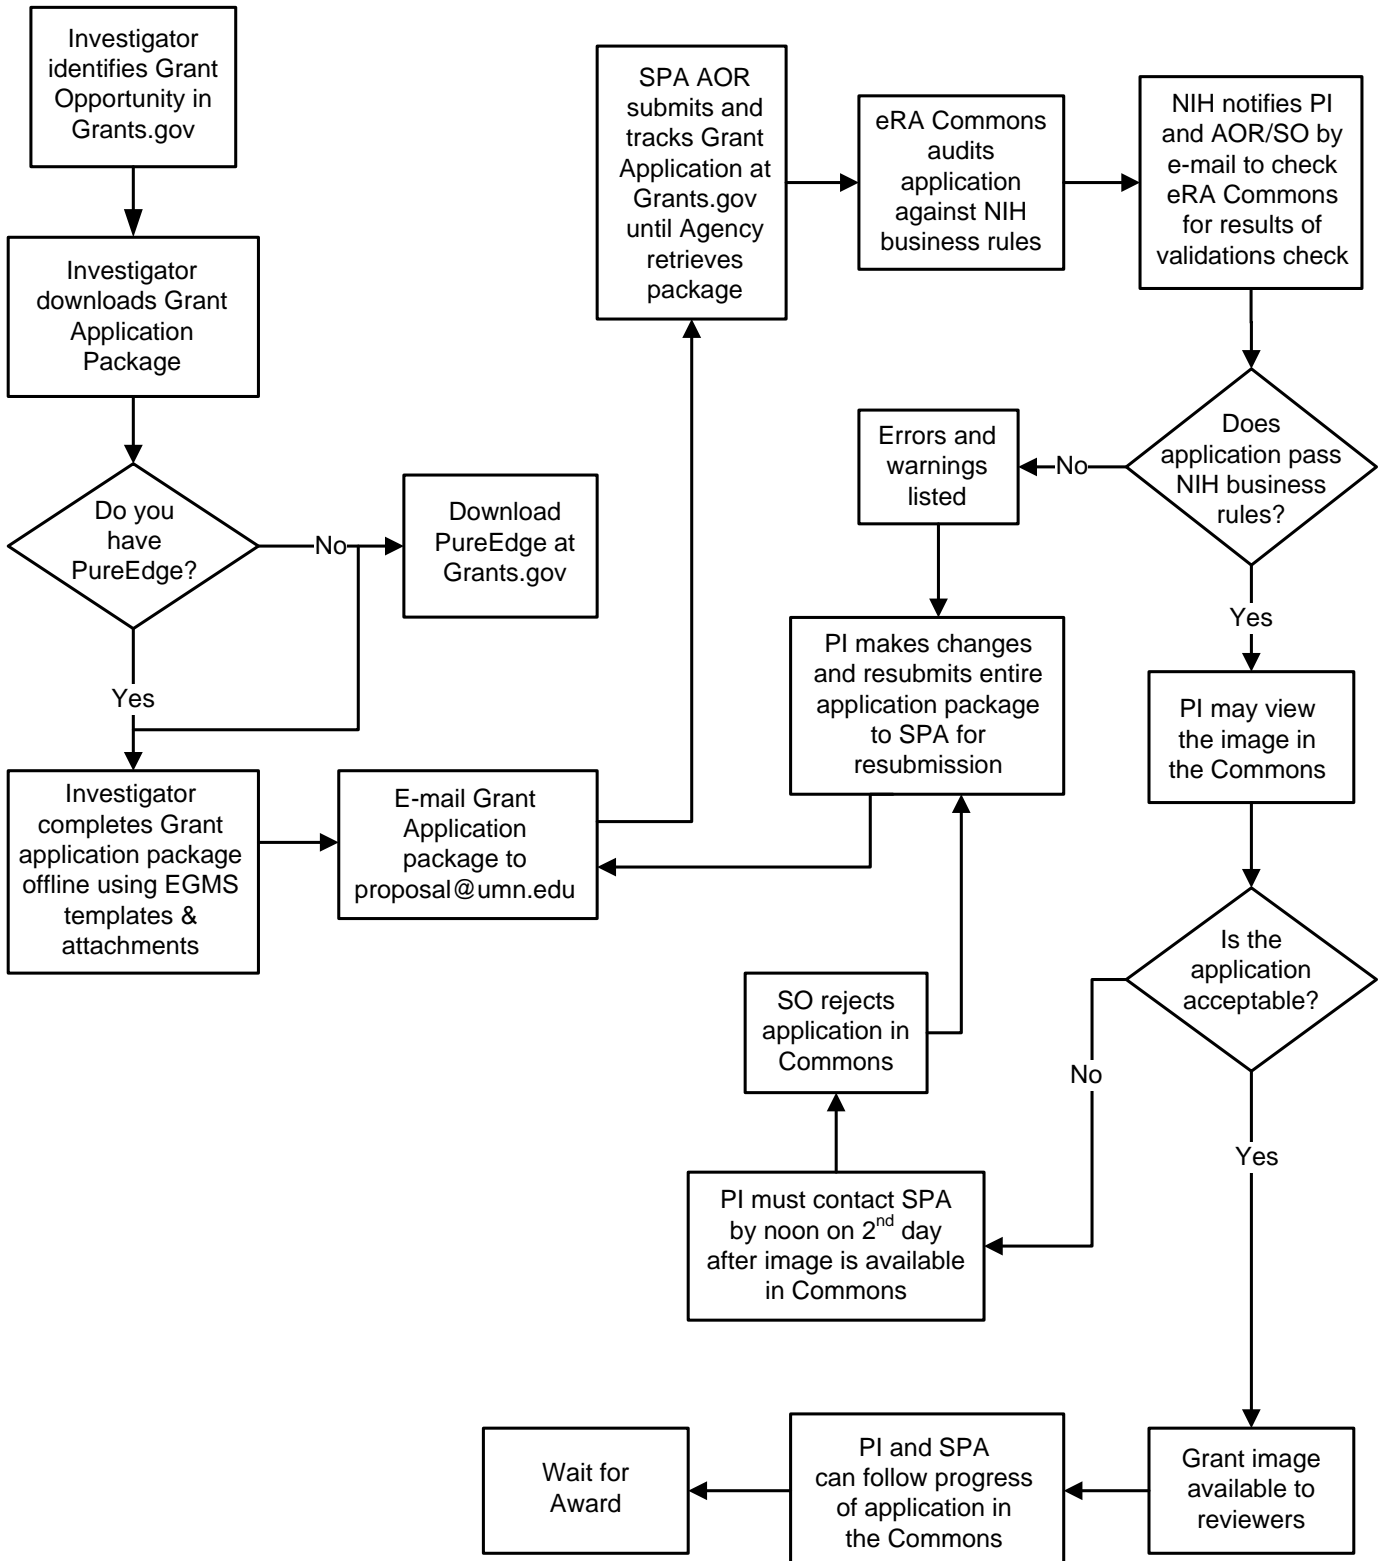 Investigator
identifies Grant
Opportunity in
Grants.gov
Investigator
downloads Grant
Application
Package
Do you
have
PureEdge?
No
Download
PureEdge at
Grants.gov
Yes
Investigator
completes Grant
application package
offline using EGMS
templates &
attachments
E-mail Grant
Application
package to
proposal@umn.edu
SPA AOR
submits and
tracks Grant
Application at
Grants.gov
until Agency
retrieves
package
eRA Commons
audits
application
against NIH
business rules
NIH notifies PI
and AOR/SO by
e-mail to check
eRA Commons
for results of
validations check
Does
application pass
NIH business
rules?
No
Errors and
warnings
listed
PI makes changes
and resubmits entire
application package
to SPA for
resubmission
Yes
PI may view
the image in
the Commons
Is the
application
acceptable?
No
PI must contact SPA
by noon on 2nd day
after image is available
in Commons
SO rejects
application in
Commons
Yes
Grant image
available to
reviewers
PI and SPA
can follow progress
of application in
the Commons
Wait for
Award